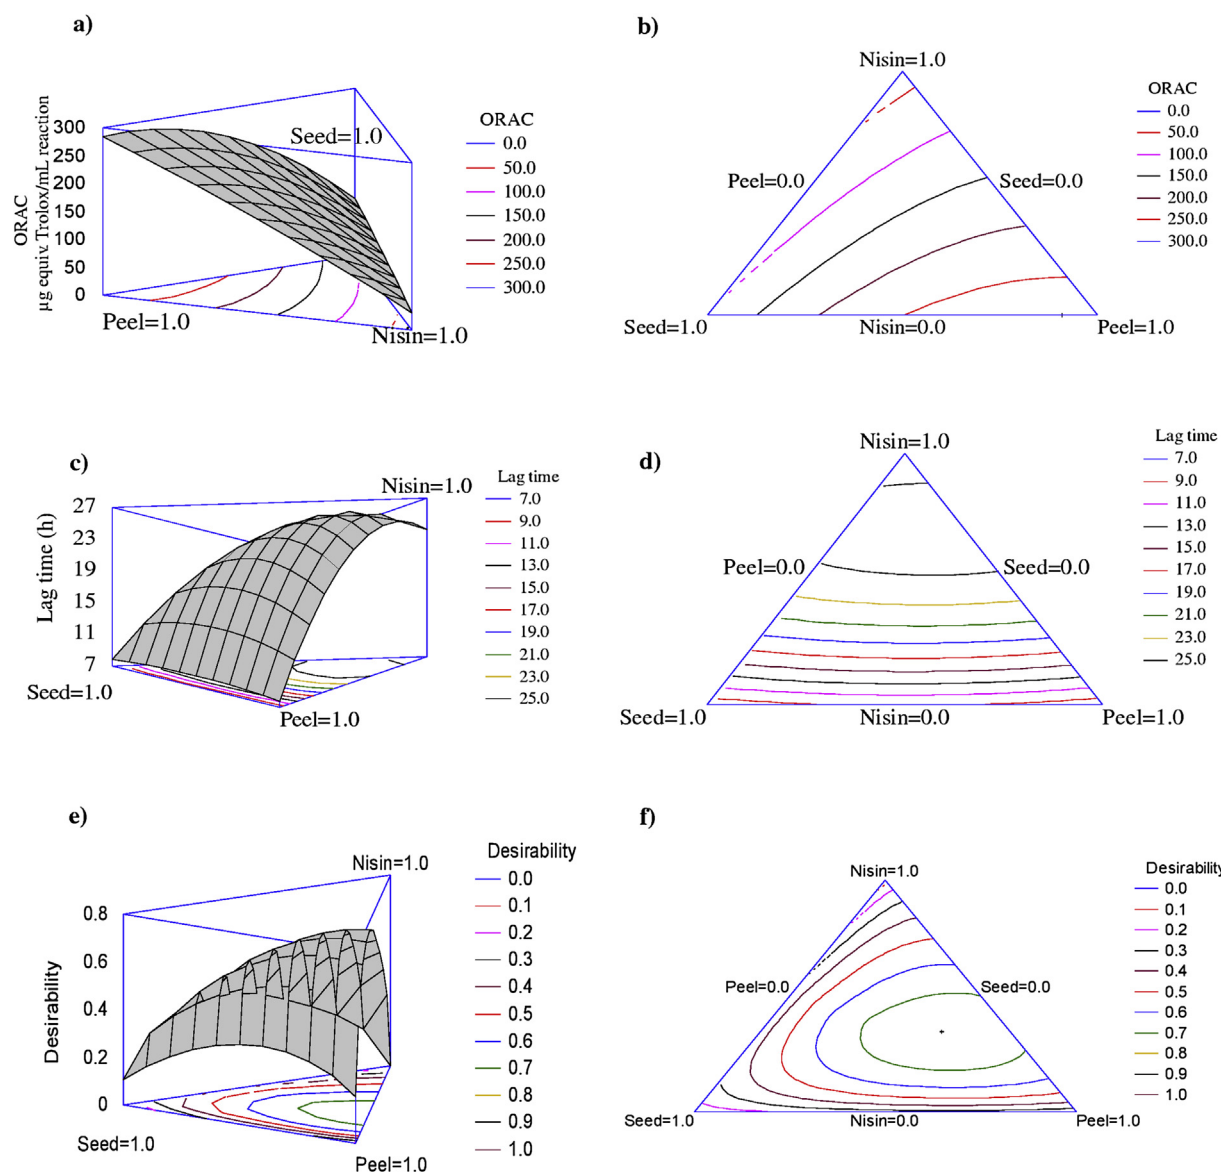 a)
ORAC
µg equiv. Trolox/mL reaction
300
250
200
150
100
50
0
Seed=1.0
Peel=1.0
Nisin=1.0
ORAC
0.0
50.0
100.0
150.0
200.0
250.0
300.0
b)
Nisin=1.0
Peel=0.0
Seed=0.0
Seed=1.0
Nisin=0.0
Peel=1.0
ORAC
0.0
50.0
100.0
150.0
200.0
250.0
300.0
c)
Lag time (h)
27
23
19
15
11
7
Nisin=1.0
Seed=1.0
Peel=1.0
Lag time
7.0
9.0
11.0
13.0
15.0
17.0
19.0
21.0
23.0
25.0
d)
Nisin=1.0
Peel=0.0
Seed=0.0
Seed=1.0
Nisin=0.0
Peel=1.0
Lag time
7.0
9.0
11.0
13.0
15.0
17.0
19.0
21.0
23.0
25.0
e)
Desirability
0.8
0.6
0.4
0.2
0
Nisin=1.0
Seed=1.0
Peel=1.0
Desirability
0.0
0.1
0.2
0.3
0.4
0.5
0.6
0.7
0.8
0.9
1.0
f)
Nisin=1.0
Peel=0.0
Seed=0.0
Seed=1.0
Nisin=0.0
Peel=1.0
Desirability
0.0
0.1
0.2
0.3
0.4
0.5
0.6
0.7
0.8
0.9
1.0